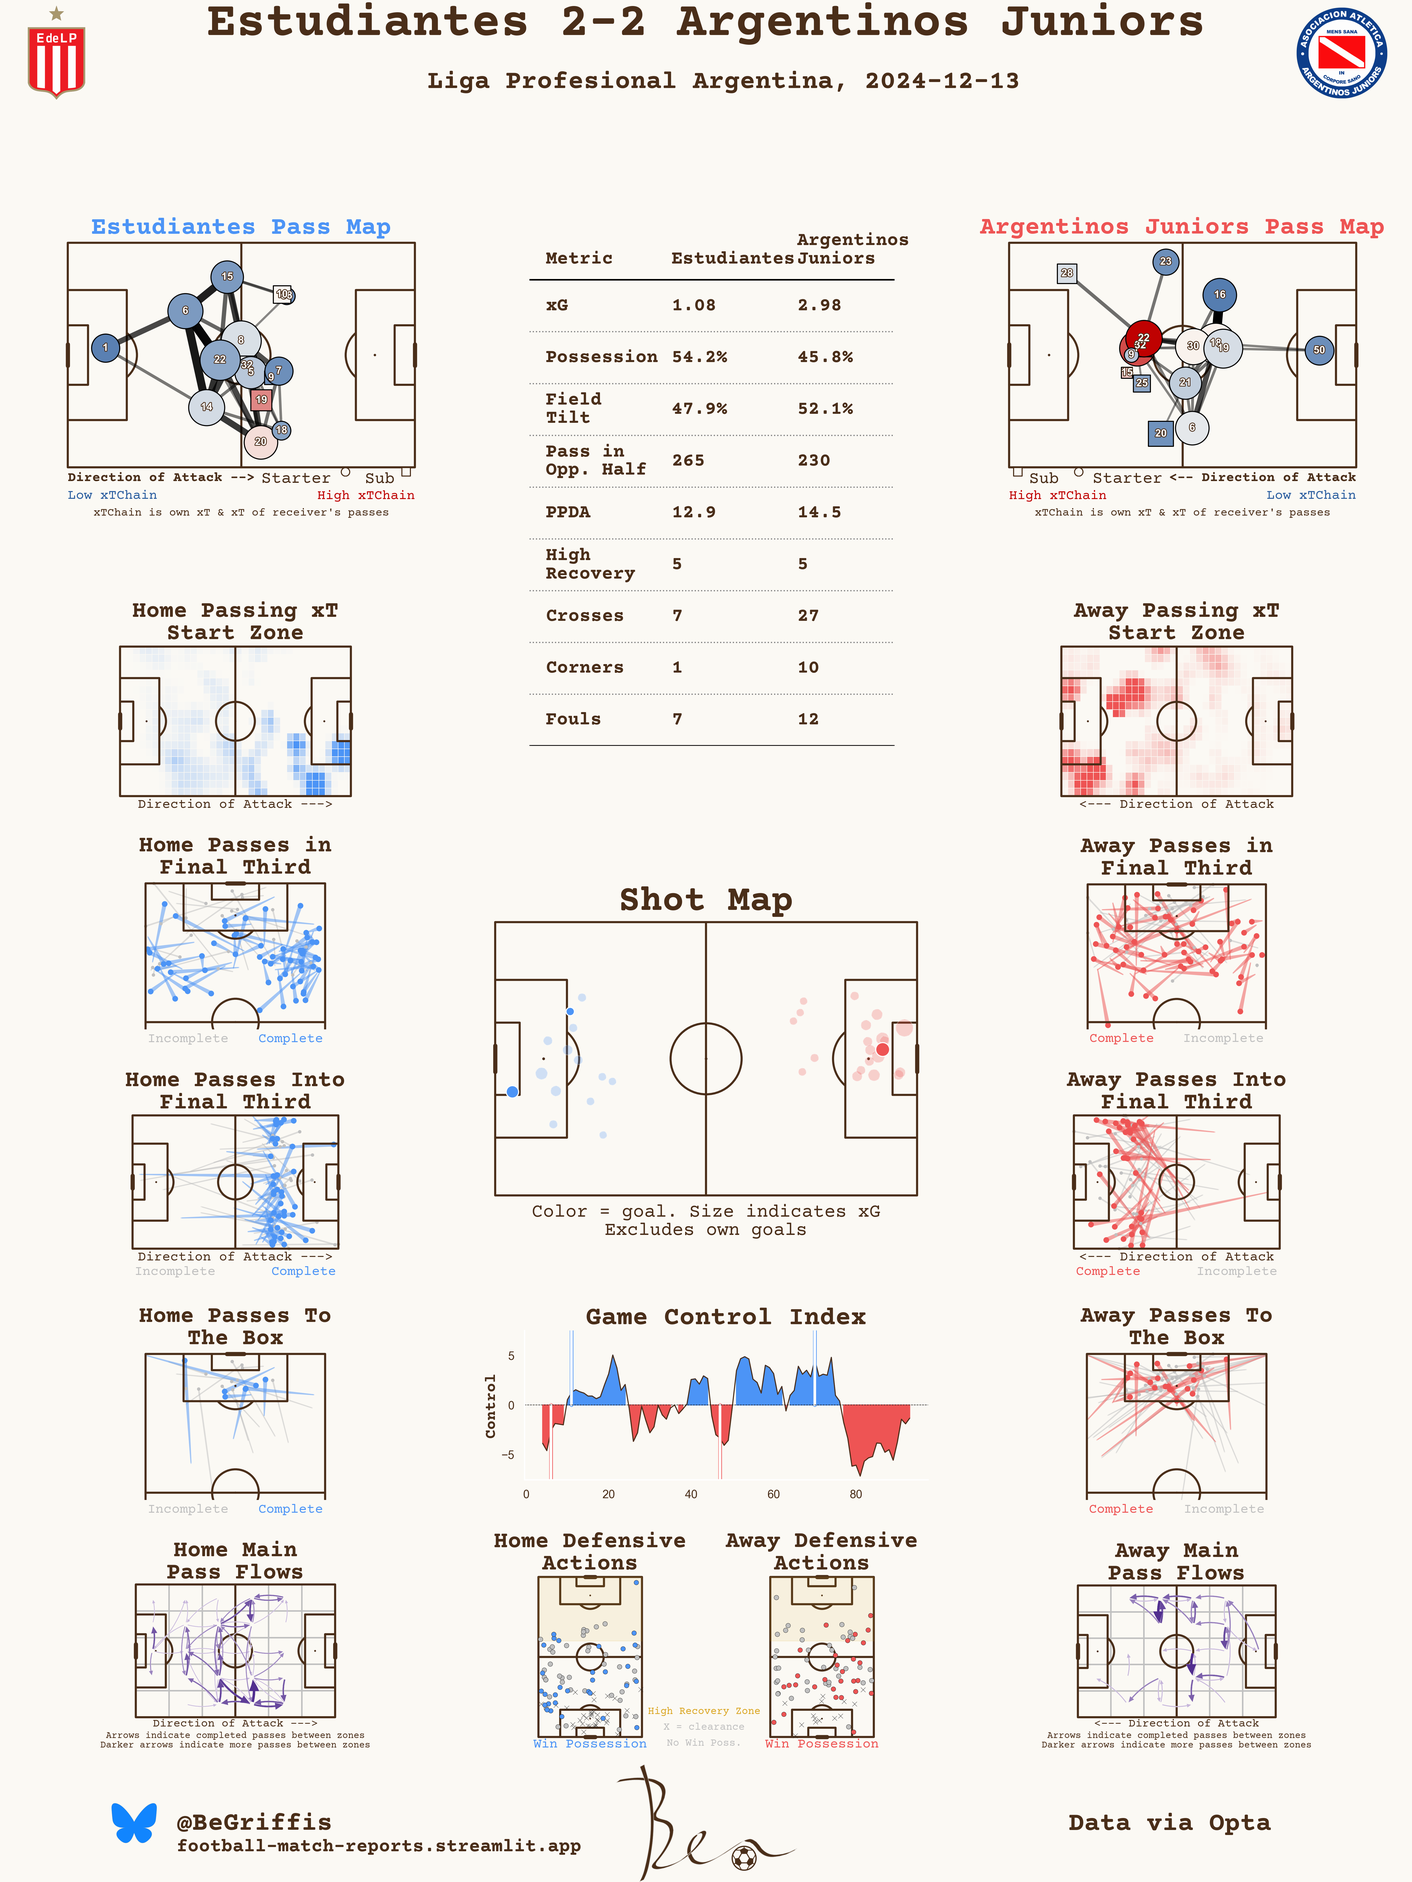 Estudiantes 2-2 Argentinos Juniors
Liga Profesional Argentina, 2024-12-13
EdeLP
ASOCIACION ATLETICA
MENS SANA
IN
CORPORE SANO
ARGENTINOS JUNIORS
Estudiantes Pass Map
15
10
6
8
1
22
32
5
7
9
19
14
18
20
Direction of Attack --> Starter Sub
Low xTChain High xTChain
xTChain is own xT & xT of receiver's passes
Metric Estudiantes Argentinos Juniors
xG 1.08 2.98
Possession 54.2% 45.8%
Field Tilt 47.9% 52.1%
Pass in Opp. Half 265 230
PPDA 12.9 14.5
High Recovery 5 5
Crosses 7 27
Corners 1 10
Fouls 7 12
Argentinos Juniors Pass Map
23
28
16
22
32
9
30
18
19
50
15
25
21
20
6
Sub Starter <-- Direction of Attack
High xTChain Low xTChain
xTChain is own xT & xT of receiver's passes
Home Passing xT
Start Zone
Direction of Attack --->
Away Passing xT
Start Zone
<--- Direction of Attack
Home Passes in
Final Third
Incomplete Complete
Away Passes in
Final Third
Complete Incomplete
Shot Map
Color = goal. Size indicates xG
Excludes own goals
Home Passes Into
Final Third
Direction of Attack --->
Incomplete Complete
Away Passes Into
Final Third
<--- Direction of Attack
Complete Incomplete
Home Passes To
The Box
Incomplete Complete
Game Control Index
Control
5
0
−5
0 20 40 60 80
Away Passes To
The Box
Complete Incomplete
Home Main
Pass Flows
Direction of Attack --->
Arrows indicate completed passes between zones
Darker arrows indicate more passes between zones
Home Defensive
Actions
Win Possession
High Recovery Zone
X = clearance
No Win Poss.
Away Defensive
Actions
Win Possession
Away Main
Pass Flows
<--- Direction of Attack
Arrows indicate completed passes between zones
Darker arrows indicate more passes between zones
@BeGriffis
football-match-reports.streamlit.app
Ben
Data via Opta